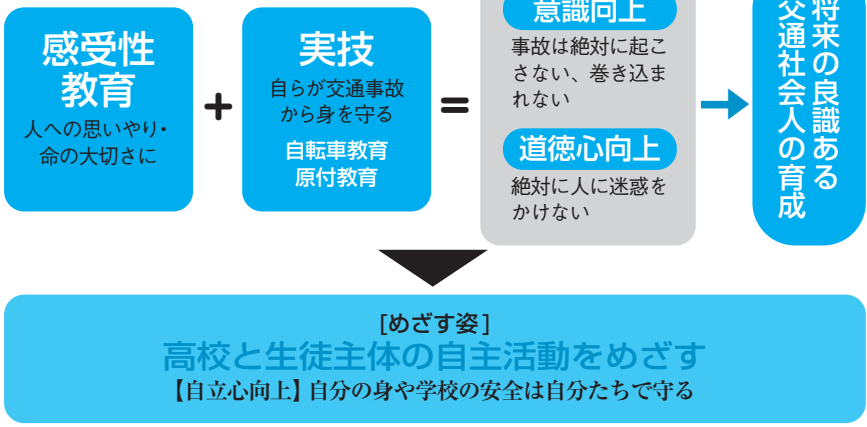 感受性
教育
人への思いやり・
命の大切さに
+
実技
自らが交通事故
から身を守る
自転車教育
原付教育
=
意識向上
事故は絶対に起こ
さない、巻き込ま
れない
道徳心向上
絶対に人に迷惑を
かけない
将来の良識ある
交通社会人の育成
[めざす姿]
高校と生徒主体の自主活動をめざす
【自立心向上】自分の身や学校の安全は自分たちで守る